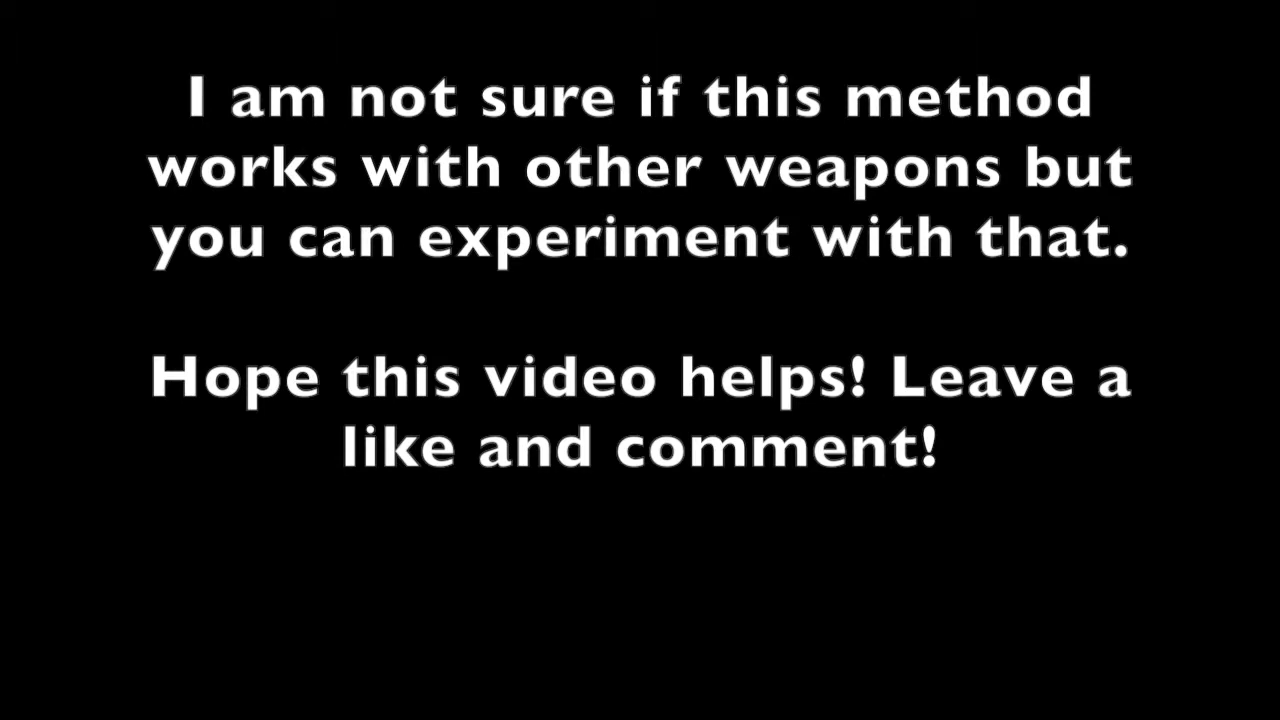 I am not sure if this method
works with other weapons but
you can experiment with that.
Hope this video helps! Leave a
like and comment!